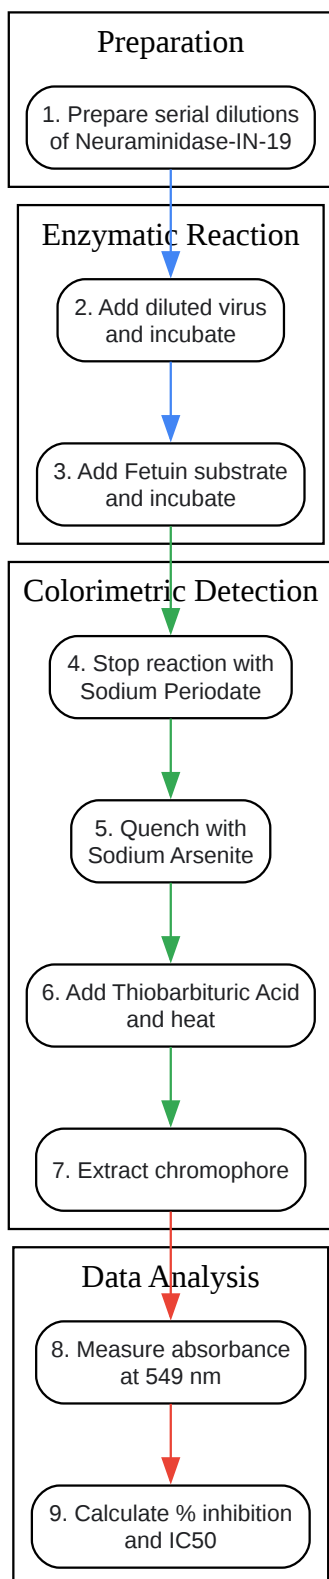 Preparation
1. Prepare serial dilutions
of Neuraminidase-IN-19
Enzymatic Reaction
2. Add diluted virus
and incubate
3. Add Fetuin substrate
and incubate
Colorimetric Detection
4. Stop reaction with
Sodium Periodate
5. Quench with
Sodium Arsenite
6. Add Thiobarbituric Acid
and heat
7. Extract chromophore
Data Analysis
8. Measure absorbance
at 549 nm
9. Calculate % inhibition
and IC50